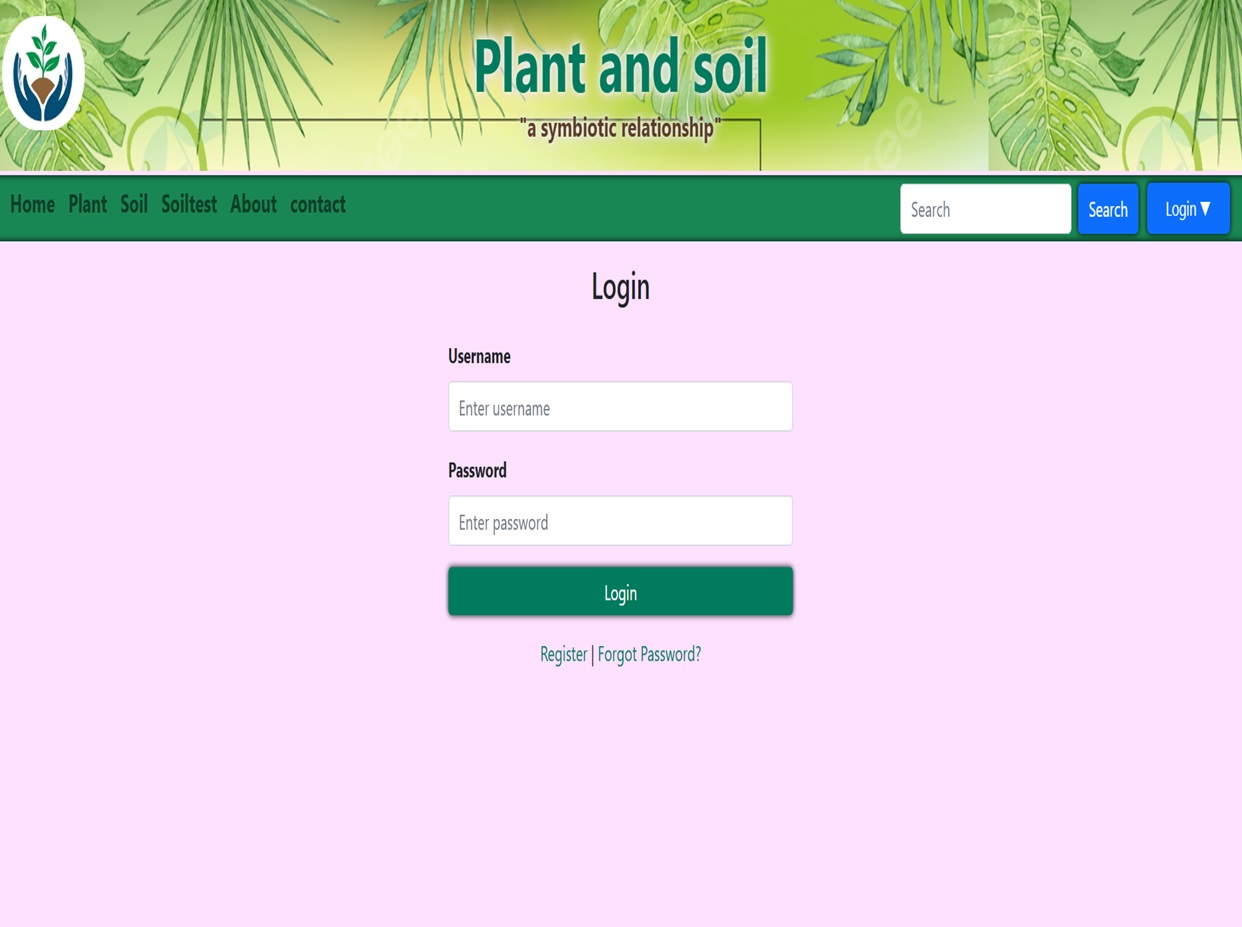 Plant and soil
"a symbiotic relationship"
Home Plant Soil Soiltest About contact
Search Search Login ▼
Login
Username
Enter username
Password
Enter password
Login
Register | Forgot Password?